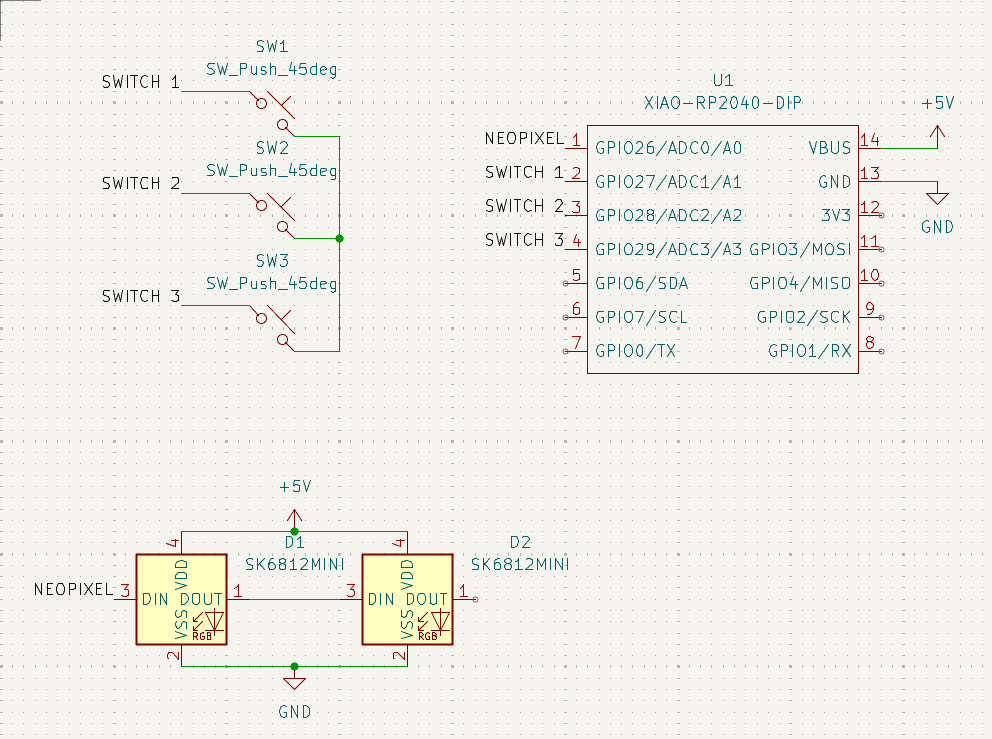 SW1
SW_Push_45deg
SWITCH 1
SW2
SW_Push_45deg
SWITCH 2
SW3
SW_Push_45deg
SWITCH 3
U1
XIAO-RP2040-DIP
+5V
NEOPIXEL 1 GPIO26/ADC0/A0 VBUS 14
SWITCH 1 2 GPIO27/ADC1/A1 GND 13
SWITCH 2 3 GPIO28/ADC2/A2 3V3 12
GND
SWITCH 3 4 GPIO29/ADC3/A3 GPIO3/MOSI 11
5 GPIO6/SDA GPIO4/MISO 10
6 GPIO7/SCL GPIO2/SCK 9
7 GPIO0/TX GPIO1/RX 8
+5V
D1
SK6812MINI
D2
SK6812MINI
4
VDD
NEOPIXEL 3 DIN DOUT 1
VSS
RGB
2
4
VDD
3 DIN DOUT 1
VSS
RGB
2
GND